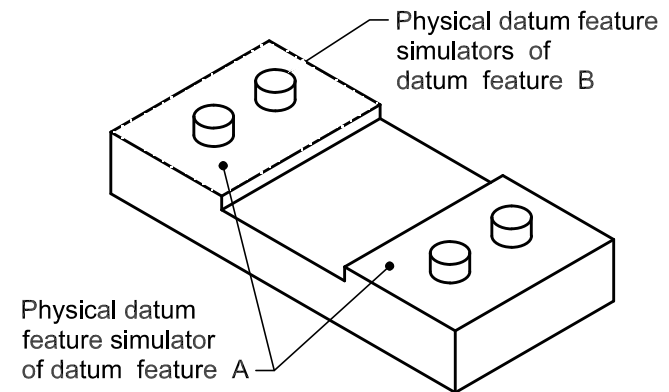 Physical datum feature
simulators of
datum feature B
Physical datum
feature simulator
of datum feature A